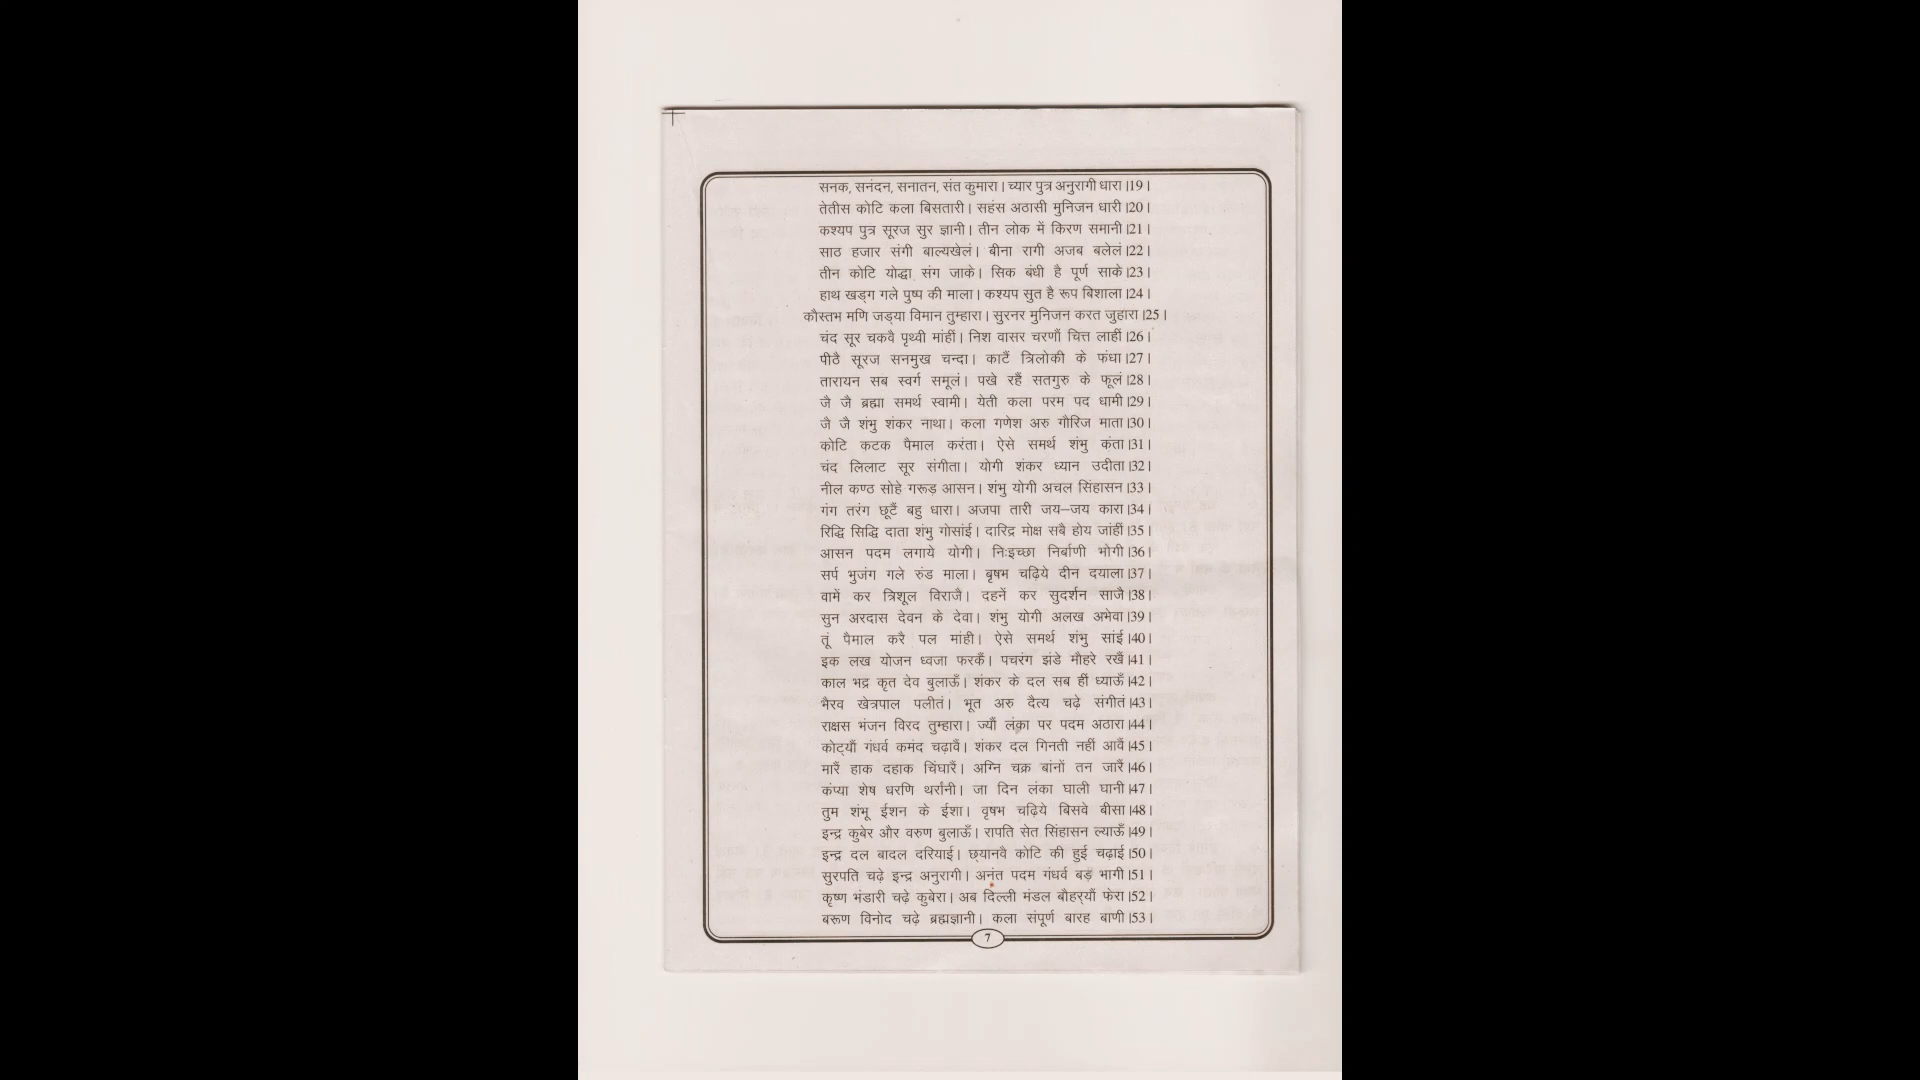 सनक, सनंदन, सनातन, संत कुमारा। च्यार पुत्र अनुरागी धारा।19।
तेतीस कोटि कला बिसतारी। सहंस अठासी मुनिजन धारी।20।
कश्यप पुत्र सूरज सुर ज्ञानी। तीन लोक में किरण समानी।21।
साठ हजार संगी बाल्यखेलं। बीना रागी अजब बलेलं।22।
तीन कोटि योद्धा संग जाके। सिक बंधी है पूर्ण साके।23।
हाथ खड्ग गले पुष्प की माला। कश्यप सुत है रूप बिशाला।24।
कौस्तभ मणि जड़्या विमान तुम्हारा। सुरनर मुनिजन करत जुहारा।25।
चंद सूर चकवै पृथ्वी मांहीं। निश वासर चरणौं चित्त लाहीं।26।
पीठै सूरज सनमुख चन्दा। काटैं त्रिलोकी के फंधा।27।
तारायन सब स्वर्ग समूलं। पखे रहैं सतगुरु के फूलं।28।
जै जै ब्रह्मा समर्थ स्वामी। येती कला परम पद धामी।29।
जै जै शंभु शंकर नाथा। कला गणेश अरु गौरिज माता।30।
कोटि कटक पैमाल करंता। ऐसे समर्थ शंभु कंता।31।
चंद लिलाट सूर संगीता। योगी शंकर ध्यान उदीता।32।
नील कण्ठ सोहे गरूड़ आसन। शंभु योगी अचल सिंहासन।33।
गंग तरंग छूटैं बहु धारा। अजपा तारी जय–जय कारा।34।
रिद्धि सिद्धि दाता शंभु गोसांई। दारिद्र मोक्ष सबै होय जांहीं।35।
आसन पदम लगाये योगी। निःइच्छा निर्बाणी भोगी।36।
सर्प भुजंग गले रुंड माला। बृषभ चढ़िये दीन दयाला।37।
वामें कर त्रिशूल विराजै। दहनें कर सुदर्शन साजै।38।
सुन अरदास देवन के देवा। शंभु योगी अलख अभेवा।39।
तूं पैमाल करै पल मांही। ऐसे समर्थ शंभु सांई।40।
इक लख योजन ध्वजा फरकैं। पचरंग झंडे मौहरे रखैं।41।
काल भद्र कृत देव बुलाऊँ। शंकर के दल सब हीं ध्याऊँ।42।
भैरव खेत्रपाल पलीतं। भूत अरु दैत्य चढ़े संगीतं।43।
राक्षस भंजन विरद तुम्हारा। ज्यौं लंका पर पदम अठारा।44।
कोट्यौं गंधर्व कमंद चढ़ावैं। शंकर दल गिनती नहीं आवैं।45।
मारैं हाक दहाक चिंघारैं। अग्नि चक्र बांनों तन जारैं।46।
कंप्या शेष धरणि थर्रांनी। जा दिन लंका घाली घानी।47।
तुम शंभू ईशन के ईशा। वृषभ चढ़िये बिसवे बीसा।48।
इन्द्र कुबेर और वरुण बुलाऊँ। रापति सेत सिंहासन ल्याऊँ।49।
इन्द्र दल बादल दरियाई। छ्यानवै कोटि की हुई चढ़ाई।50।
सुरपति चढ़े इन्द्र अनुरागी। अनंत पदम गंधर्व बड़ भागी।51।
कृष्ण भंडारी चढ़े कुबेरा। अब दिल्ली मंडल बौहर्‌यौं फेरा।52।
बरूण विनोद चढ़े ब्रह्मज्ञानी। कला संपूर्ण बारह बाणी।53।
7